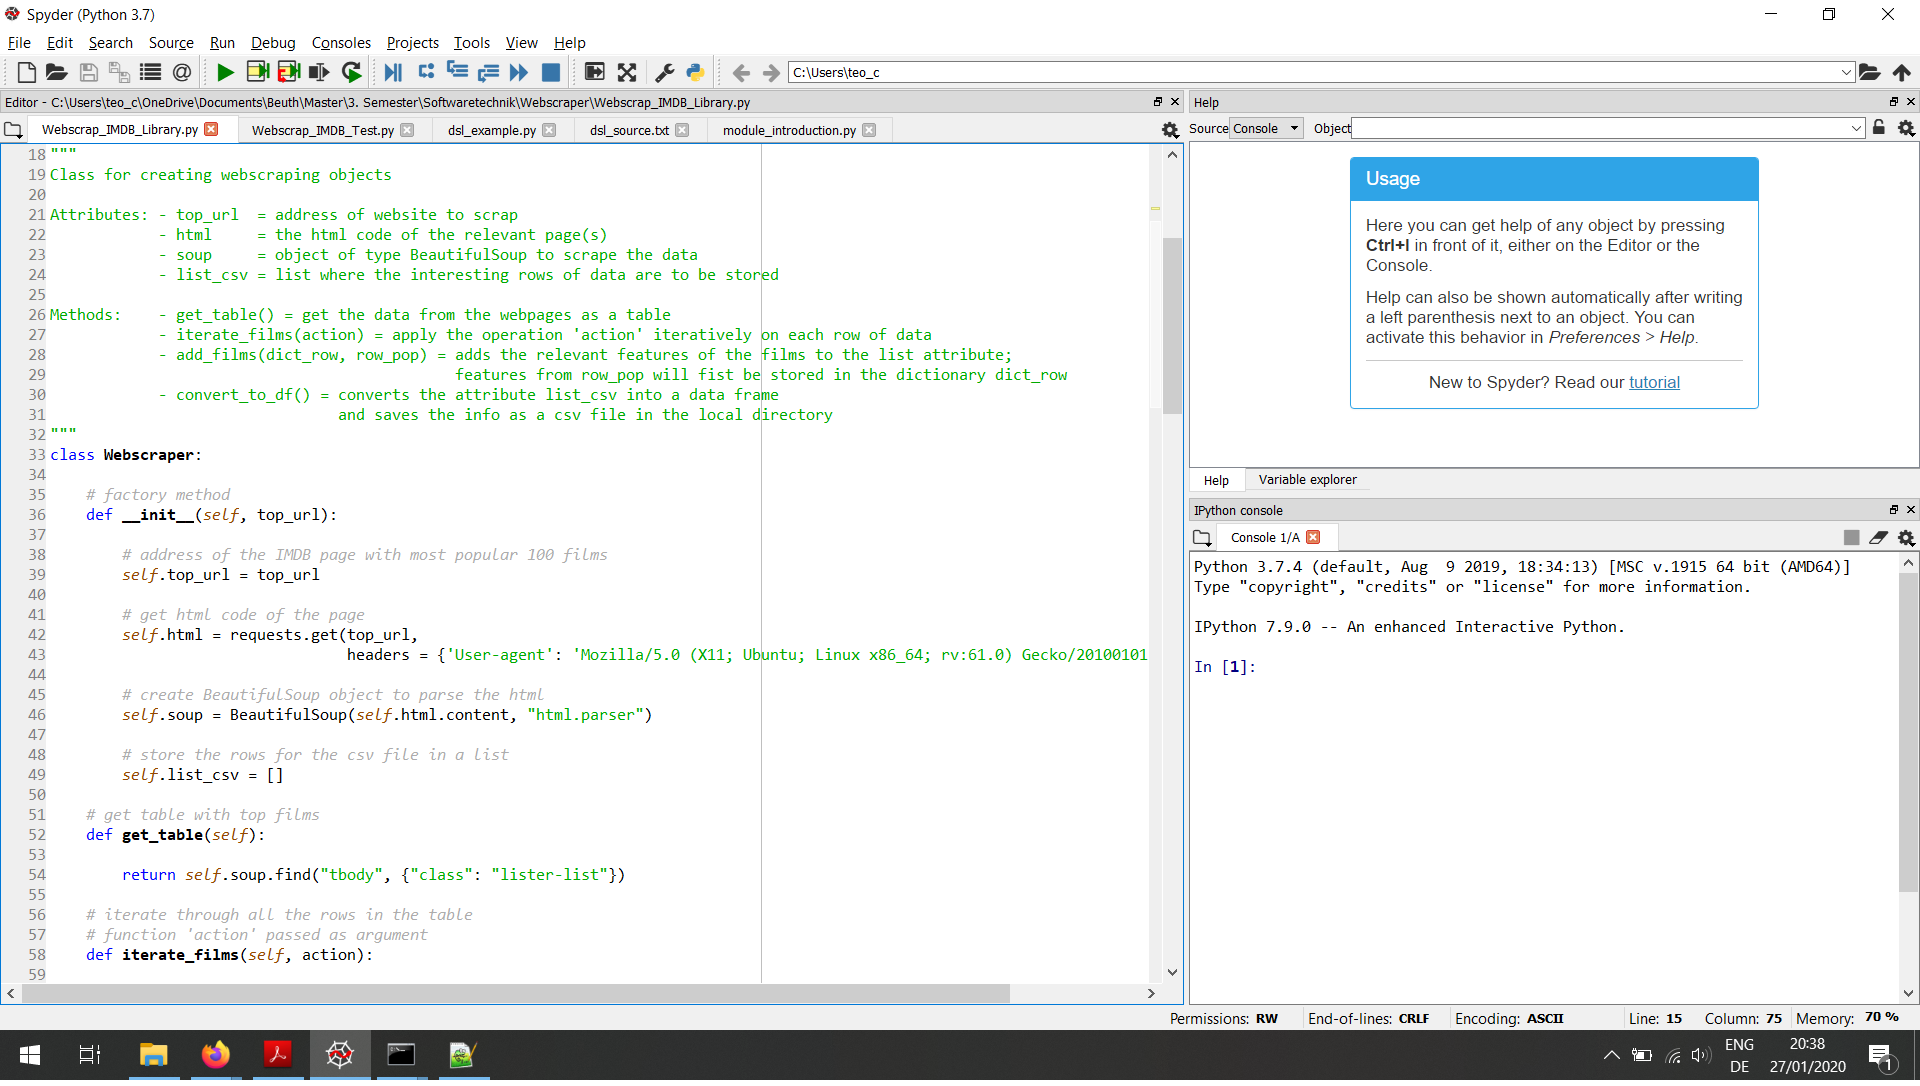 Spyder (Python 3.7)
File Edit Search Source Run Debug Consoles Projects Tools View Help
C:\Users\teo_c
Editor - C:\Users\teo_c\OneDrive\Documents\Beuth\Master\3. Semester\Softwaretechnik\Webscraper\Webscrap_IMDB_Library.py
Webscrap_IMDB_Library.py Webscrap_IMDB_Test.py dsl_example.py dsl_source.txt module_introduction.py
18 """
19 Class for creating webscraping objects
20
21 Attributes: - top_url  = address of website to scrap
22             - html     = the html code of the relevant page(s)
23             - soup     = object of type BeautifulSoup to scrape the data
24             - list_csv = list where the interesting rows of data are to be stored
25
26 Methods:    - get_table() = get the data from the webpages as a table
27             - iterate_films(action) = apply the operation 'action' iteratively on each row of data
28             - add_films(dict_row, row_pop) = adds the relevant features of the films to the list attribute;
29                                              features from row_pop will fist be stored in the dictionary dict_row
30             - convert_to_df() = converts the attribute list_csv into a data frame
31                                 and saves the info as a csv file in the local directory
32 """
33 class Webscraper:
34
35     # factory method
36     def __init__(self, top_url):
37
38         # address of the IMDB page with most popular 100 films
39         self.top_url = top_url
40
41         # get html code of the page
42         self.html = requests.get(top_url,
43                                  headers = {'User-agent': 'Mozilla/5.0 (X11; Ubuntu; Linux x86_64; rv:61.0) Gecko/20100101
44
45         # create BeautifulSoup object to parse the html
46         self.soup = BeautifulSoup(self.html.content, "html.parser")
47
48         # store the rows for the csv file in a list
49         self.list_csv = []
50
51     # get table with top films
52     def get_table(self):
53
54         return self.soup.find("tbody", {"class": "lister-list"})
55
56     # iterate through all the rows in the table
57     # function 'action' passed as argument
58     def iterate_films(self, action):
59
Help
Source Console Object
Usage
Here you can get help of any object by pressing
Ctrl+I in front of it, either on the Editor or the
Console.
Help can also be shown automatically after writing
a left parenthesis next to an object. You can
activate this behavior in Preferences > Help.
New to Spyder? Read our tutorial
Help Variable explorer
IPython console
Console 1/A
Python 3.7.4 (default, Aug  9 2019, 18:34:13) [MSC v.1915 64 bit (AMD64)]
Type "copyright", "credits" or "license" for more information.
IPython 7.9.0 -- An enhanced Interactive Python.
In [1]:
Permissions: RW End-of-lines: CRLF Encoding: ASCII Line: 15 Column: 75 Memory: 70 %
ENG
DE
20:38
27/01/2020
1